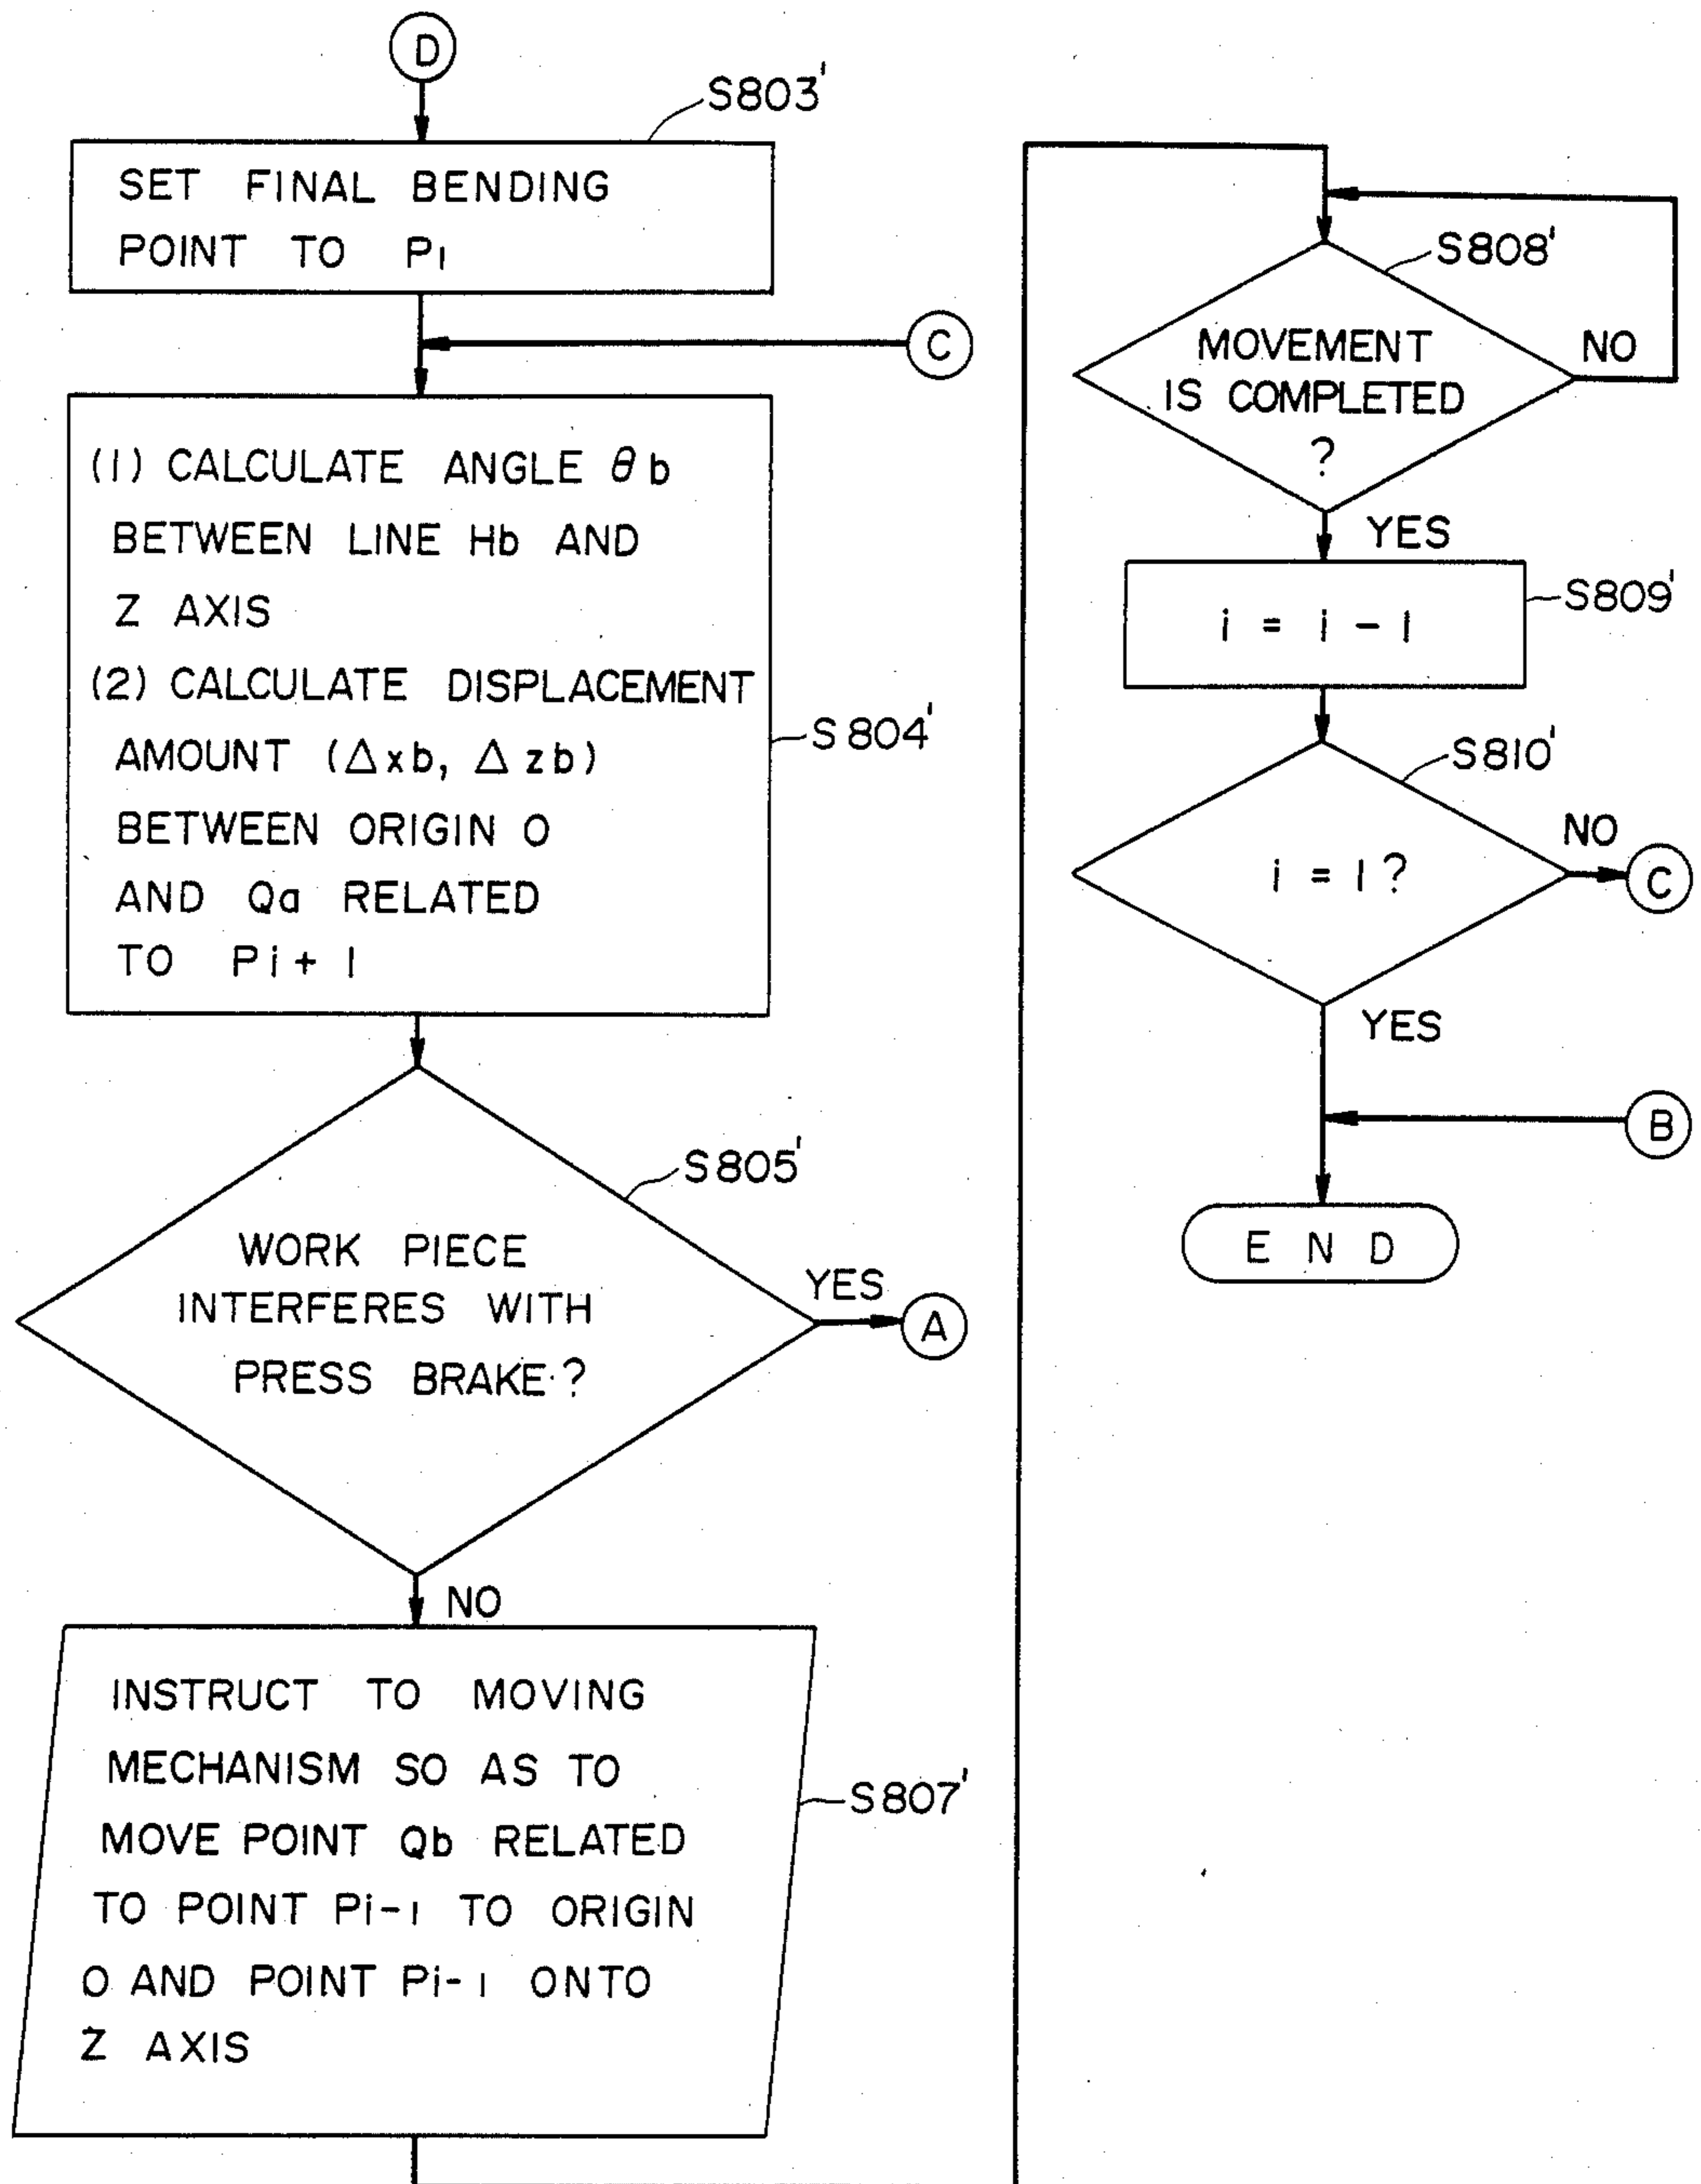 D
S803'
SET FINAL BENDING
POINT TO Pı
C
(1) CALCULATE ANGLE θb
BETWEEN LINE Hb AND
Z AXIS
(2) CALCULATE DISPLACEMENT
AMOUNT (Δxb, Δzb)
BETWEEN ORIGIN O
AND Qa RELATED
TO Pi+1
S804'
S805'
WORK PIECE
INTERFERES WITH
PRESS BRAKE ?
YES
A
NO
INSTRUCT TO MOVING
MECHANISM SO AS TO
MOVE POINT Qb RELATED
TO POINT Pi-1 TO ORIGIN
O AND POINT Pi-1 ONTO
Z AXIS
S807'
S808'
MOVEMENT
IS COMPLETED
?
NO
YES
i = i - 1
S809'
S810'
i = 1 ?
NO
C
YES
B
END